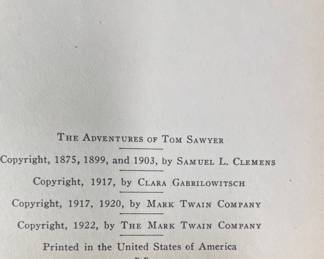 The Adventures of Tom Sawyer
Copyright, 1875, 1899, and 1903, by Samuel L. Clemens
Copyright, 1917, by Clara Gabrilowitsch
Copyright, 1917, 1920, by Mark Twain Company
Copyright, 1922, by The Mark Twain Company
Printed in the United States of America